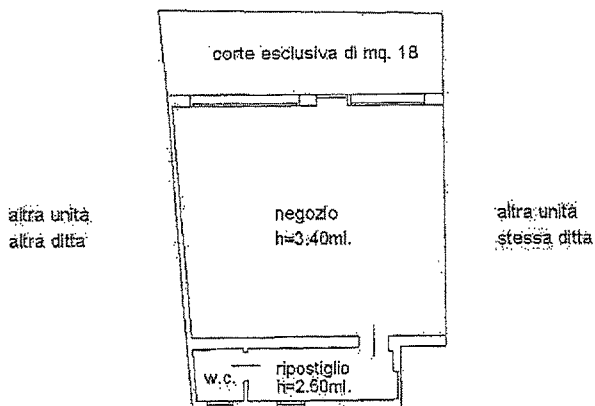 corte esclusiva di mq. 18
altra unità
altra ditta
negozio
h=3.40ml.
altra unità
stessa ditta
w.c.
ripostiglio
h=2.60ml.